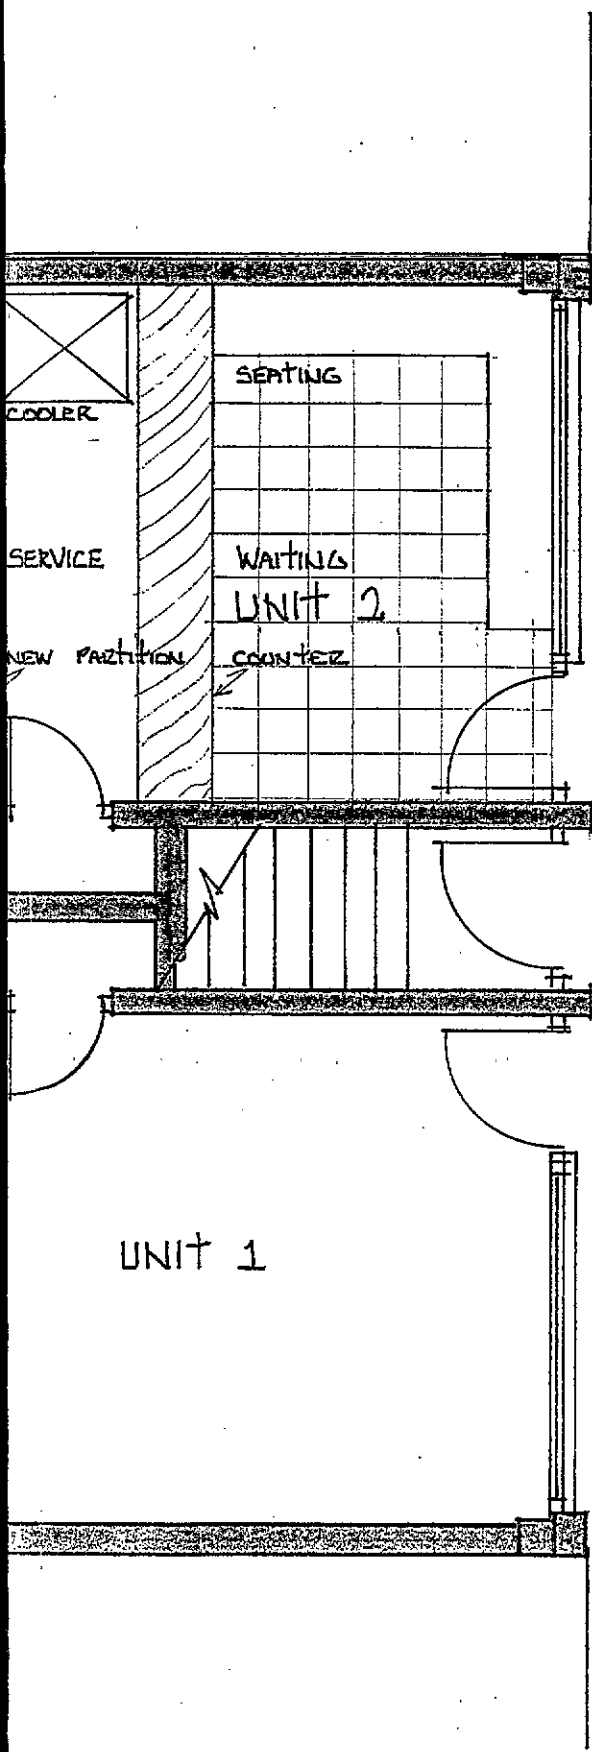 SEATING
COOLER
SERVICE
WAITING
UNIT 2
NEW PARTITION
COUNTER
UNIT 1